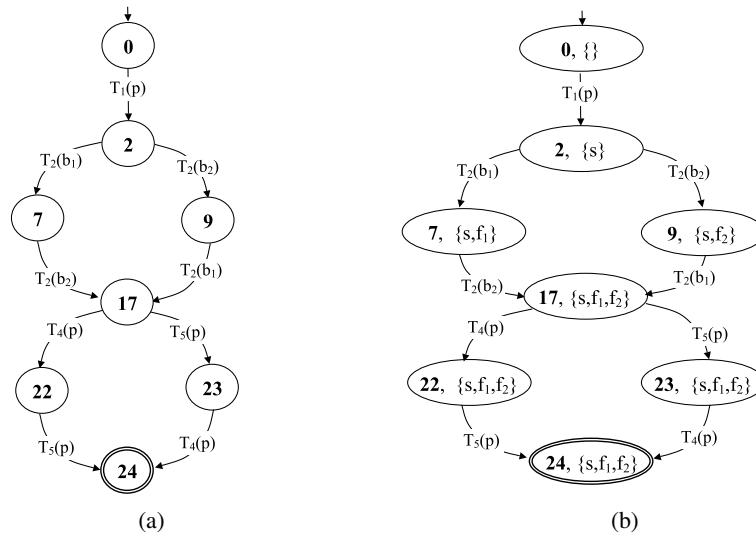 0
T₁(p)
2
T₂(b₁)
T₂(b₂)
7
9
T₂(b₂)
T₂(b₁)
17
T₄(p)
T₅(p)
22
23
T₅(p)
T₄(p)
24
(a)
0, {}
T₁(p)
2, {s}
T₂(b₁)
T₂(b₂)
7, {s,f₁}
9, {s,f₂}
T₂(b₂)
T₂(b₁)
17, {s,f₁,f₂}
T₄(p)
T₅(p)
22, {s,f₁,f₂}
23, {s,f₁,f₂}
T₅(p)
T₄(p)
24, {s,f₁,f₂}
(b)